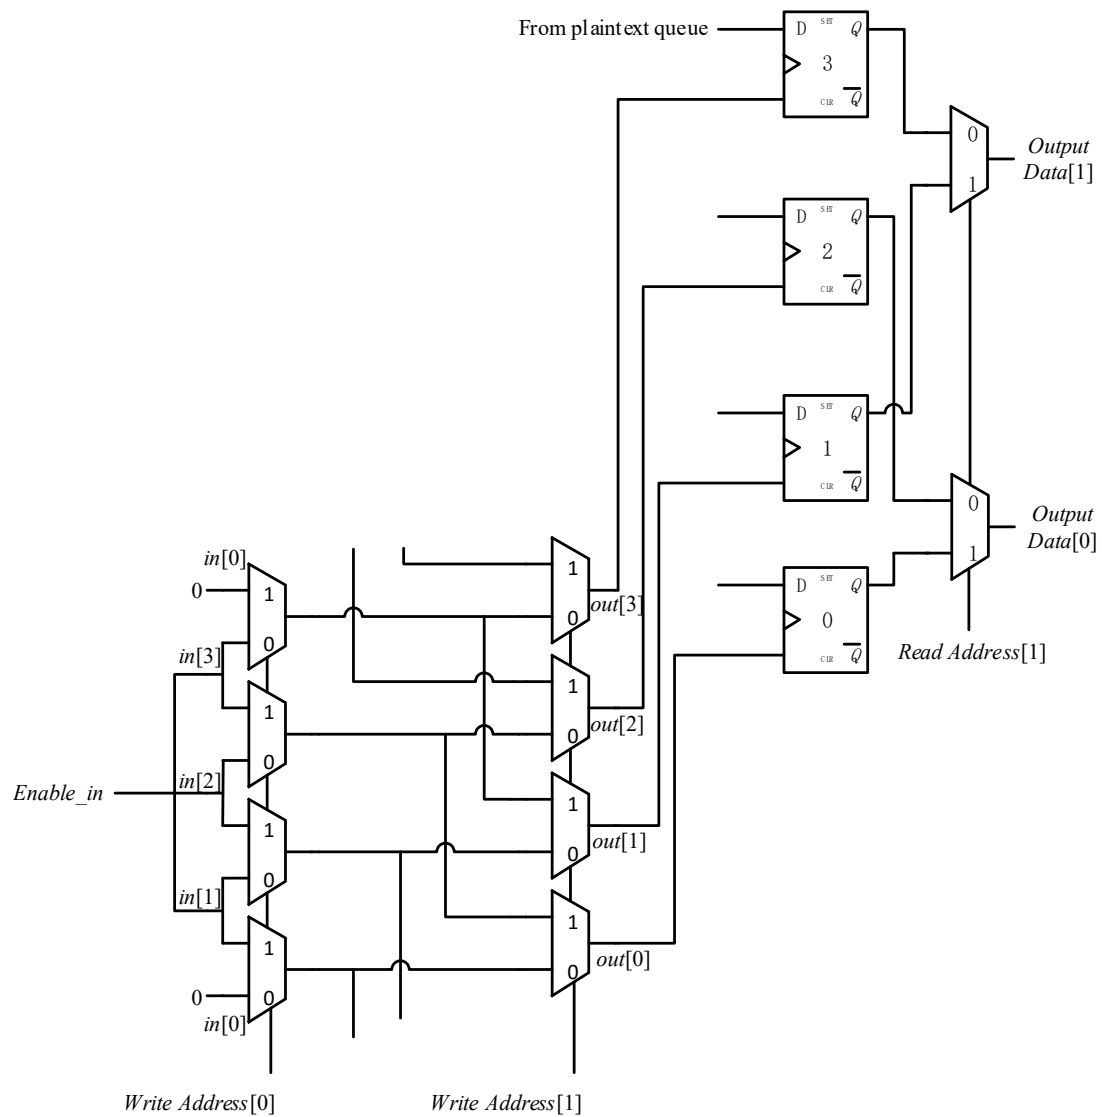 From plaintext queue
D SET Q
3
CLR Q
0
1
Output
Data[1]
D SET Q
2
CLR Q
D SET Q
1
CLR Q
0
1
Output
Data[0]
D SET Q
0
CLR Q
Read Address[1]
in[0]
0
1
0
in[3]
1
0
in[2]
1
0
in[1]
1
0
0
in[0]
Enable_in
1
0
out[3]
1
0
out[2]
1
0
out[1]
1
0
out[0]
Write Address[0]
Write Address[1]